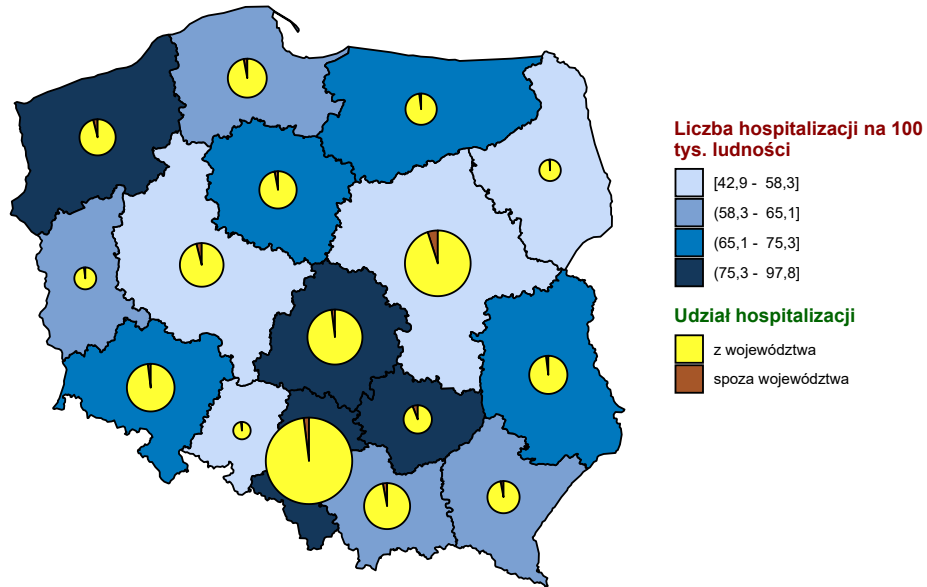 Liczba hospitalizacji na 100
tys. ludności
[42,9 - 58,3]
(58,3 - 65,1]
(65,1 - 75,3]
(75,3 - 97,8]
Udział hospitalizacji
z województwa
spoza województwa